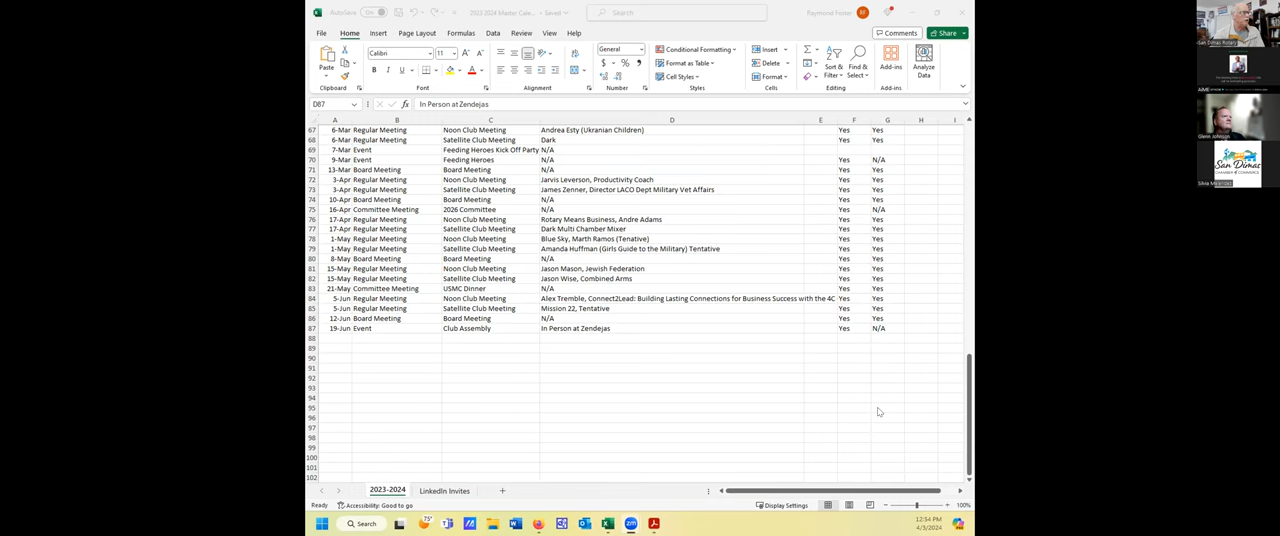 AutoSave On 2023 2024 Master Cale... • Saved Search Raymond Fisher RF
File Home Insert Page Layout Formulas Data Review View Help Comments Share
Paste Calibri 11 General Conditional Formatting Insert Sort & Filter Find & Select Add-ins Analyze Data
B I U Format as Table Delete
Cell Styles Format
Clipboard Font Alignment Number Styles Cells Editing Add-ins
D87 fx In Person at Zendejas
A B C D E F G H I
67 6-Mar Regular Meeting Noon Club Meeting Andrea Esty (Ukranian Children) Yes Yes
68 6-Mar Regular Meeting Satellite Club Meeting Dark Yes Yes
69 7-Mar Event Feeding Heroes Kick Off Party N/A
70 9-Mar Event Feeding Heroes N/A Yes N/A
71 13-Mar Board Meeting Board Meeting N/A Yes Yes
72 3-Apr Regular Meeting Noon Club Meeting Jarvis Leverson, Productivity Coach Yes Yes
73 3-Apr Regular Meeting Satellite Club Meeting James Zenner, Director LACO Dept Military Vet Affairs Yes Yes
74 10-Apr Board Meeting Board Meeting N/A Yes Yes
75 16-Apr Committee Meeting 2026 Committee N/A Yes N/A
76 17-Apr Regular Meeting Noon Club Meeting Rotary Means Business, Andre Adams Yes Yes
77 17-Apr Regular Meeting Satellite Club Meeting Dark Multi Chamber Mixer Yes Yes
78 1-May Regular Meeting Noon Club Meeting Blue Sky, Marth Ramos (Tenative) Yes Yes
79 1-May Regular Meeting Satellite Club Meeting Amanda Huffman (Girls Guide to the Military) Tentative Yes Yes
80 8-May Board Meeting Board Meeting N/A Yes Yes
81 15-May Regular Meeting Noon Club Meeting Jason Mason, Jewish Federation Yes Yes
82 15-May Regular Meeting Satellite Club Meeting Jason Wise, Combined Arms Yes Yes
83 21-May Committee Meeting USMC Dinner N/A Yes Yes
84 5-Jun Regular Meeting Noon Club Meeting Alex Tremble, Connect2Lead: Building Lasting Connections for Business Success with the 4C Yes Yes
85 5-Jun Regular Meeting Satellite Club Meeting Mission 22, Tentative Yes Yes
86 12-Jun Board Meeting Board Meeting N/A Yes Yes
87 19-Jun Event Club Assembly In Person at Zendejas Yes N/A
88
89
90
91
92
93
94
95
96
97
98
99
100
101
102
2023-2024 LinkedIn Invites
Ready Accessibility: Good to go Display Settings 100%
75° Search 12:54 PM
4/3/2024
San Dimas Rotary
Glenn Johnson
SAN DIMAS
CHAMBER OF COMMERCE